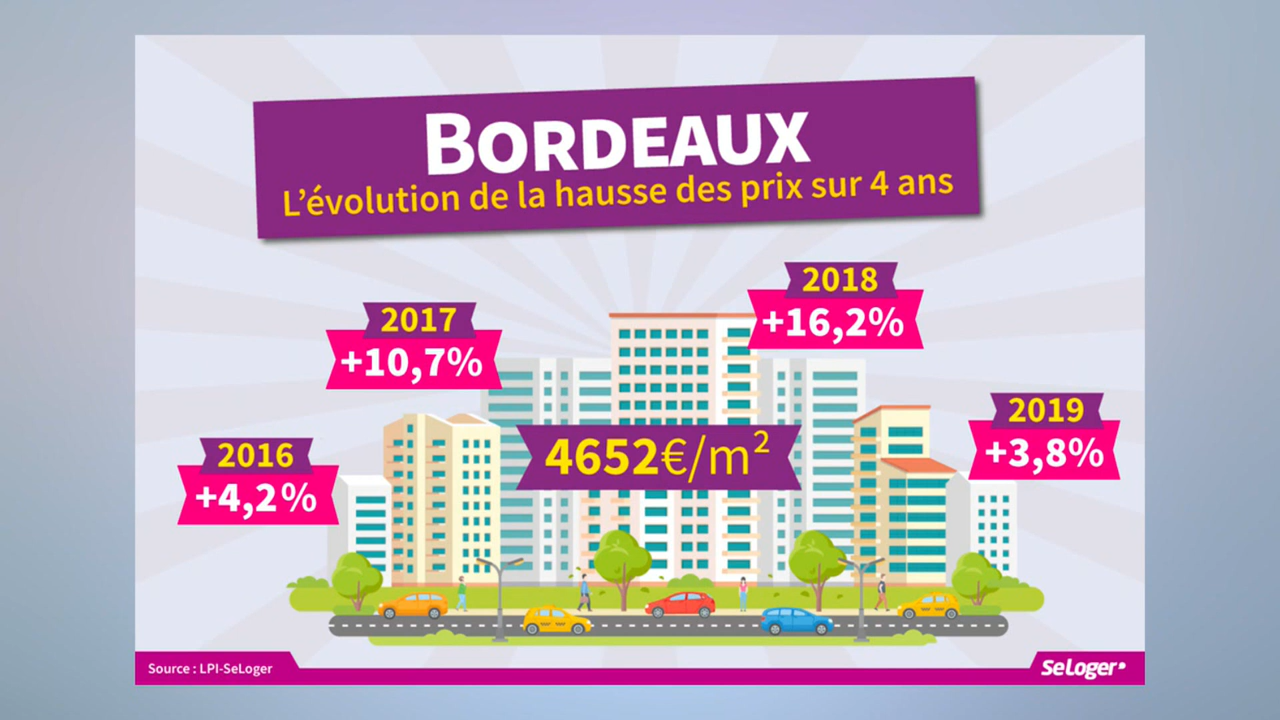 BORDEAUX
L'évolution de la hausse des prix sur 4 ans
2018
+16,2%
2017
+10,7%
2019
+3,8%
4652€/m²
2016
+4,2%
Source : LPI-SeLoger
SeLoger